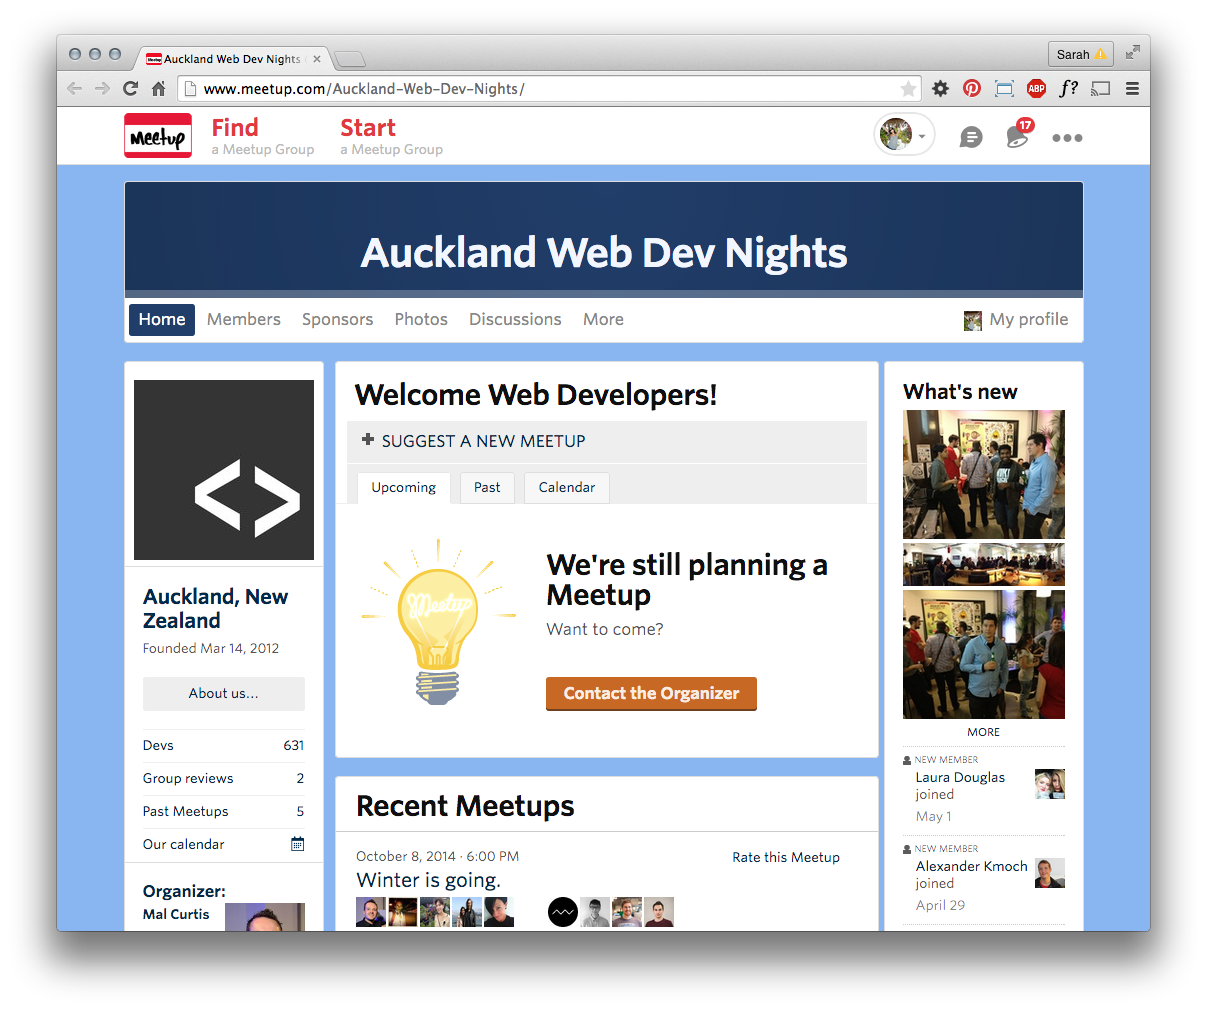 Auckland Web Dev Nights
Sarah
www.meetup.com/Auckland-Web-Dev-Nights/
ABP
f?
Meetup
Find
a Meetup Group
Start
a Meetup Group
17
Auckland Web Dev Nights
Home Members Sponsors Photos Discussions More My profile
Auckland, New
Zealand
Founded Mar 14, 2012
About us...
Devs 631
Group reviews 2
Past Meetups 5
Our calendar
Organizer:
Mal Curtis
Welcome Web Developers!
SUGGEST A NEW MEETUP
Upcoming Past Calendar
Meetup
We're still planning a
Meetup
Want to come?
Contact the Organizer
Recent Meetups
October 8, 2014 · 6:00 PM
Rate this Meetup
Winter is going.
What's new
MORE
NEW MEMBER
Laura Douglas
joined
May 1
NEW MEMBER
Alexander Kmoch
joined
April 29